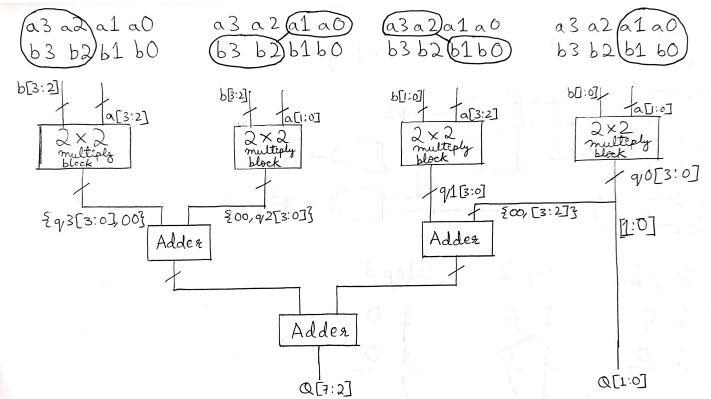 a3 a2 a1 a0
b3 b2 b1 b0
a3 a2 a1 a0
b3 b2 b1 b0
a3 a2 a1 a0
b3 b2 b1 b0
a3 a2 a1 a0
b3 b2 b1 b0
b[3:2]
a[3:2]
2×2
multiply
block
b[3:2]
a[1:0]
2×2
multiply
block
b[1:0]
a[3:2]
2×2
multiply
block
b[1:0]
a[1:0]
2×2
multiply
block
q1[3:0]
q0[3:0]
{q3[3:0],00}
{00,q2[3:0]}
{00,[3:2]}
[1:0]
Adder
Adder
Adder
Q[7:2]
Q[1:0]